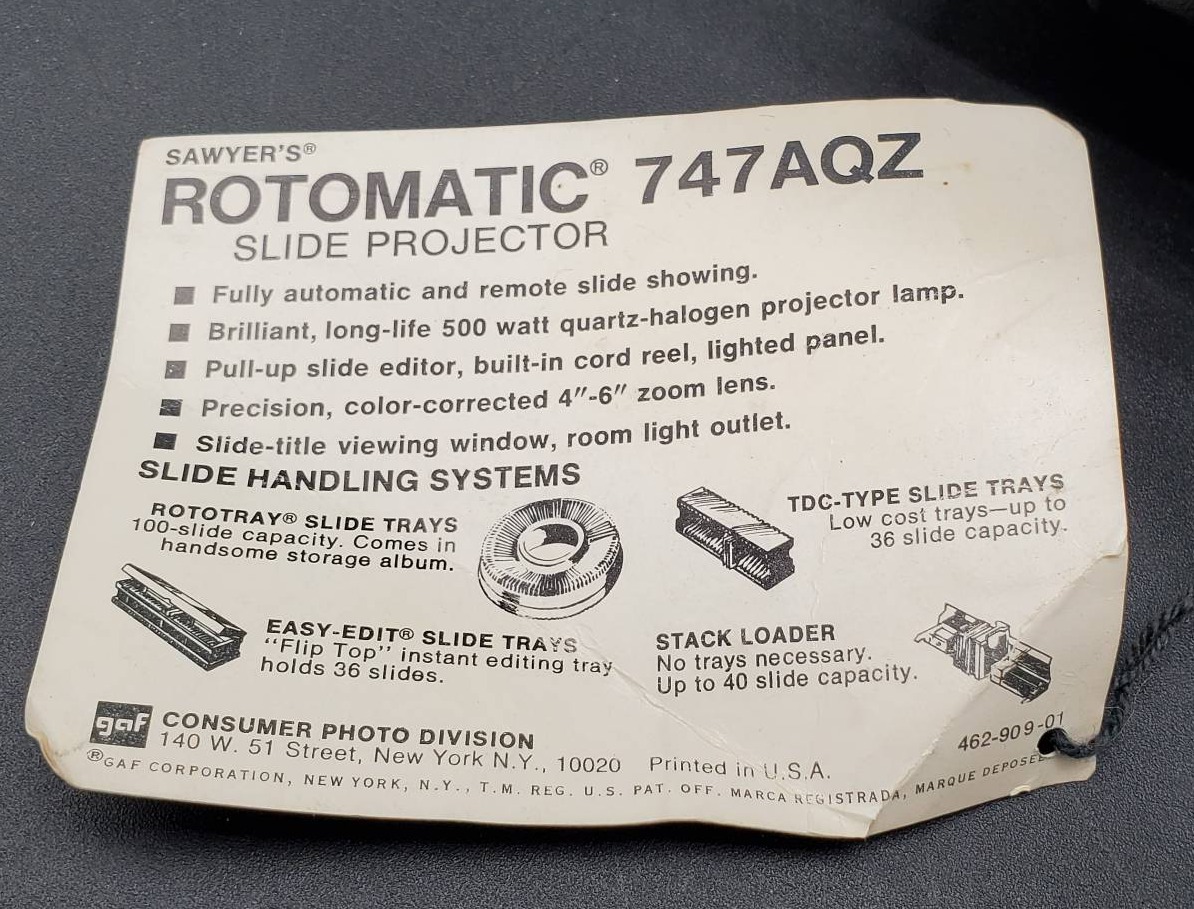 SAWYER'S®
ROTOMATIC® 747AQZ
SLIDE PROJECTOR
■ Fully automatic and remote slide showing.
■ Brilliant, long-life 500 watt quartz-halogen projector lamp.
■ Pull-up slide editor, built-in cord reel, lighted panel.
■ Precision, color-corrected 4"-6" zoom lens.
■ Slide-title viewing window, room light outlet.
SLIDE HANDLING SYSTEMS
ROTOTRAY® SLIDE TRAYS
100-slide capacity. Comes in
handsome storage album.
TDC-TYPE SLIDE TRAYS
Low cost trays—up to
36 slide capacity.
EASY-EDIT® SLIDE TRAYS
"Flip Top" instant editing tray
holds 36 slides.
STACK LOADER
No trays necessary.
Up to 40 slide capacity.
gaf CONSUMER PHOTO DIVISION
140 W. 51 Street, New York N.Y., 10020 Printed in U.S.A.
462-909-01
®GAF CORPORATION, NEW YORK, N.Y., T.M. REG. U.S. PAT. OFF. MARCA REGISTRADA, MARQUE DEPOSEE